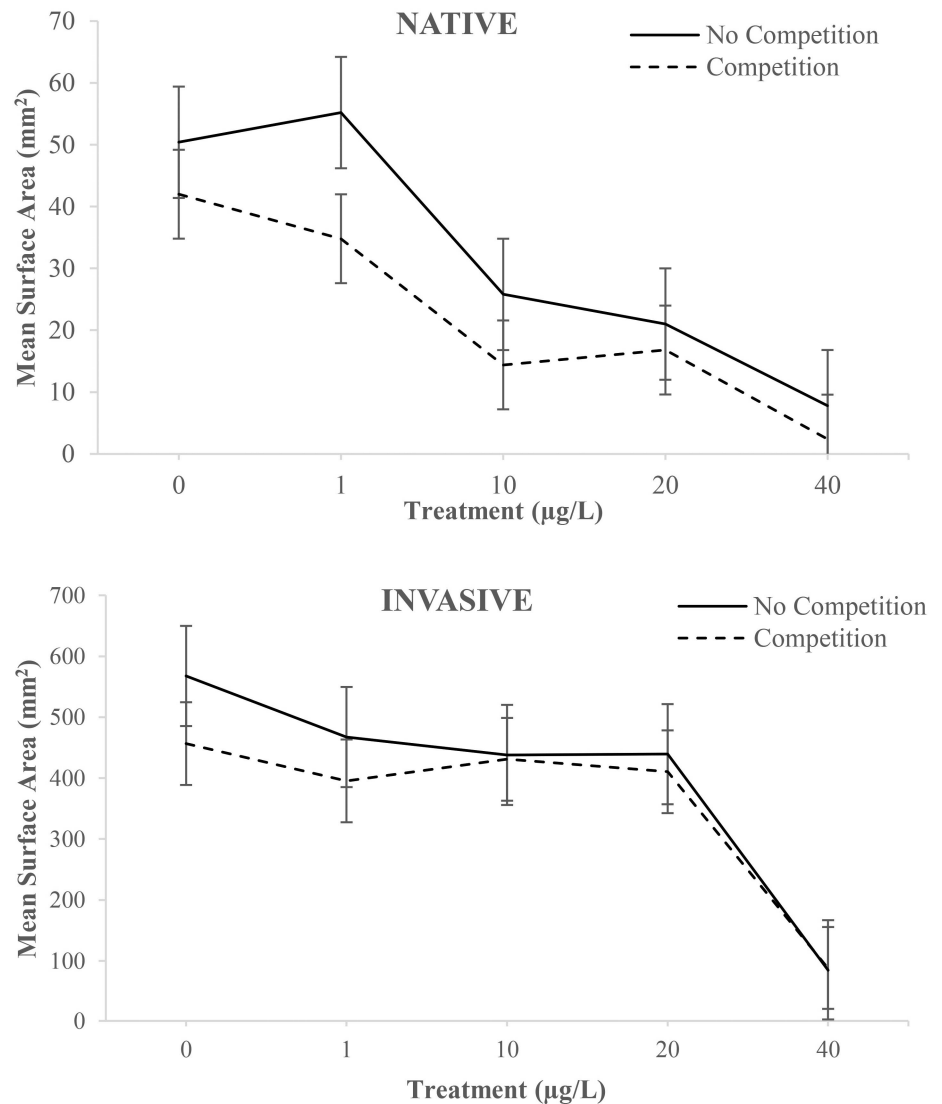 NATIVE
No Competition
Competition
Mean Surface Area (mm²)
70
60
50
40
30
20
10
0
0 1 10 20 40
Treatment (µg/L)
INVASIVE
No Competition
Competition
Mean Surface Area (mm²)
700
600
500
400
300
200
100
0
0 1 10 20 40
Treatment (µg/L)